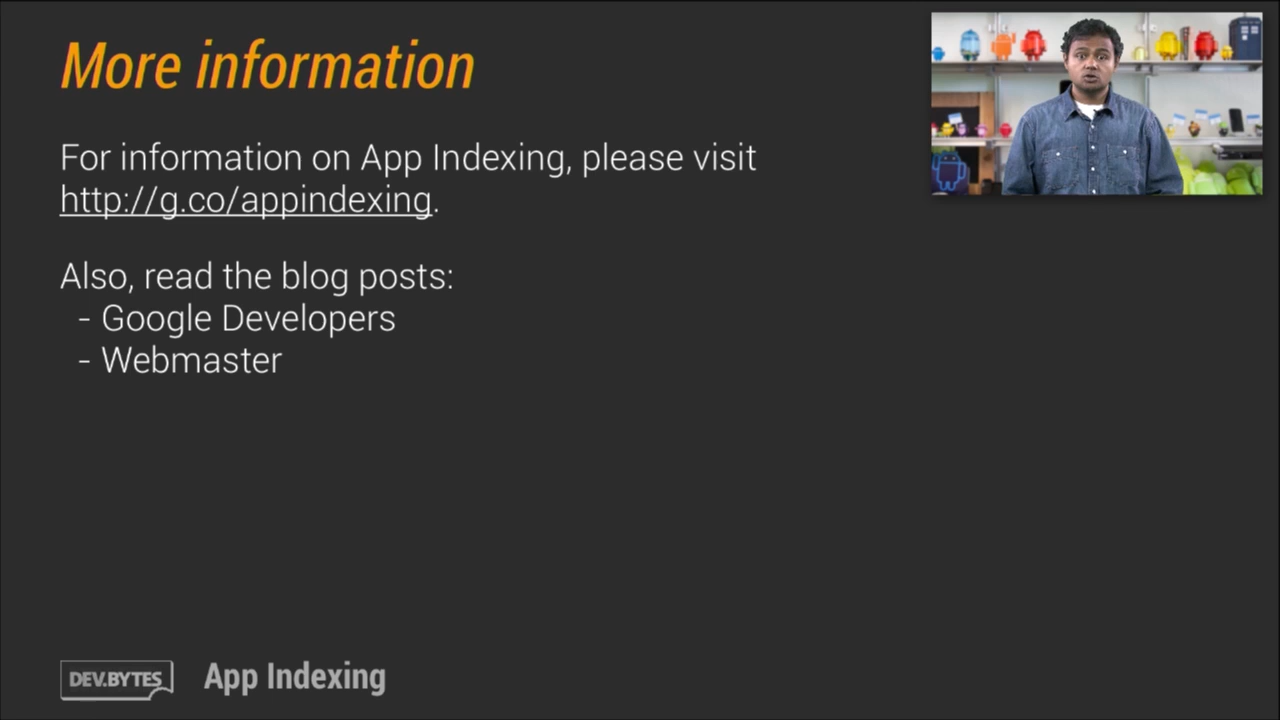 More information
For information on App Indexing, please visit
http://g.co/appindexing.
Also, read the blog posts:
- Google Developers
- Webmaster
DEV.BYTES App Indexing